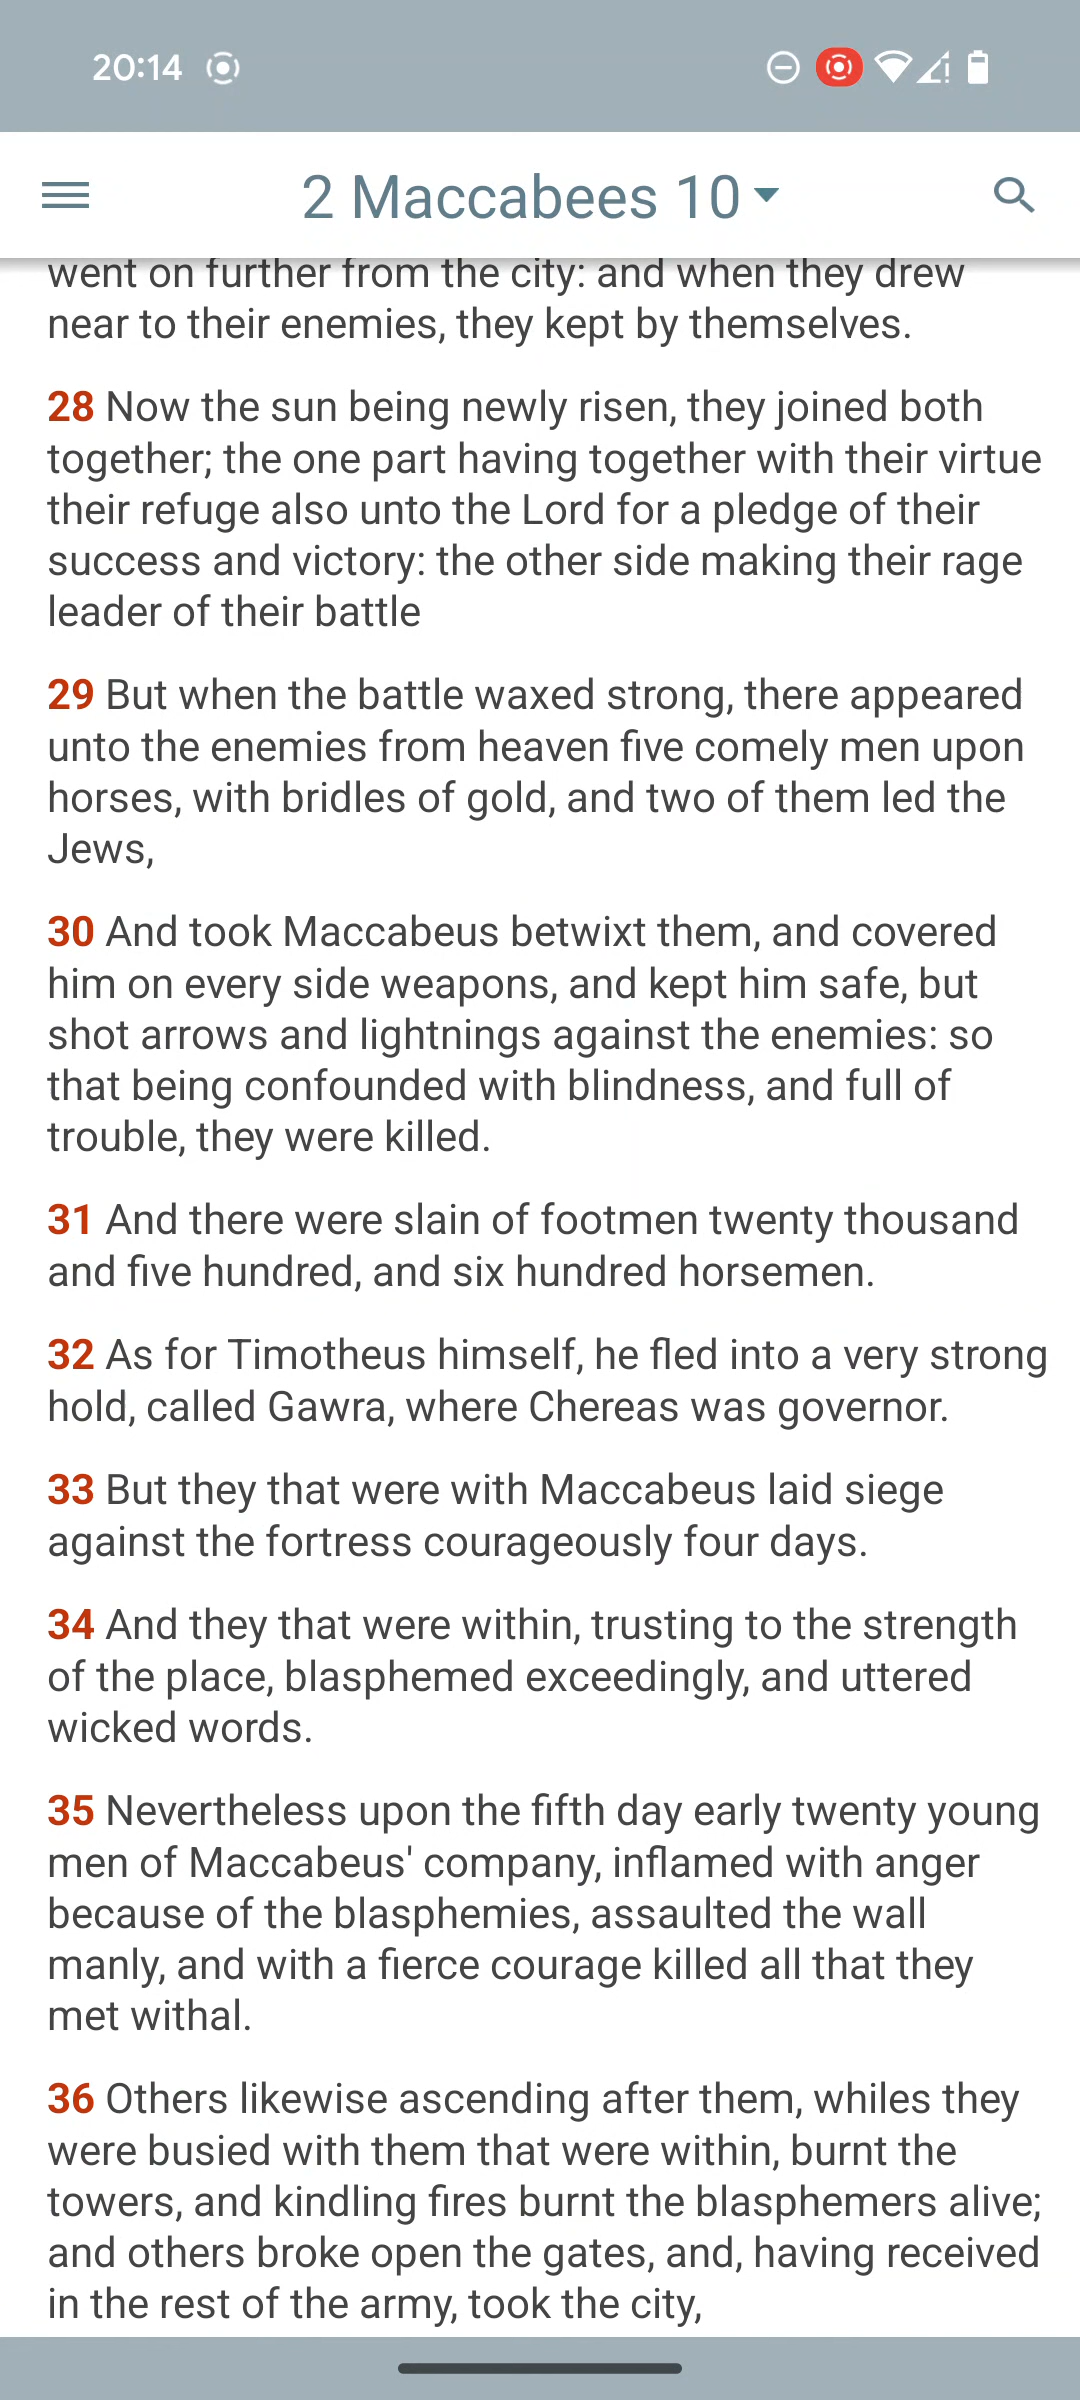 20:14
2 Maccabees 10
went on further from the city: and when they drew
near to their enemies, they kept by themselves.
28 Now the sun being newly risen, they joined both
together; the one part having together with their virtue
their refuge also unto the Lord for a pledge of their
success and victory: the other side making their rage
leader of their battle
29 But when the battle waxed strong, there appeared
unto the enemies from heaven five comely men upon
horses, with bridles of gold, and two of them led the
Jews,
30 And took Maccabeus betwixt them, and covered
him on every side weapons, and kept him safe, but
shot arrows and lightnings against the enemies: so
that being confounded with blindness, and full of
trouble, they were killed.
31 And there were slain of footmen twenty thousand
and five hundred, and six hundred horsemen.
32 As for Timotheus himself, he fled into a very strong
hold, called Gawra, where Chereas was governor.
33 But they that were with Maccabeus laid siege
against the fortress courageously four days.
34 And they that were within, trusting to the strength
of the place, blasphemed exceedingly, and uttered
wicked words.
35 Nevertheless upon the fifth day early twenty young
men of Maccabeus' company, inflamed with anger
because of the blasphemies, assaulted the wall
manly, and with a fierce courage killed all that they
met withal.
36 Others likewise ascending after them, whiles they
were busied with them that were within, burnt the
towers, and kindling fires burnt the blasphemers alive;
and others broke open the gates, and, having received
in the rest of the army, took the city,